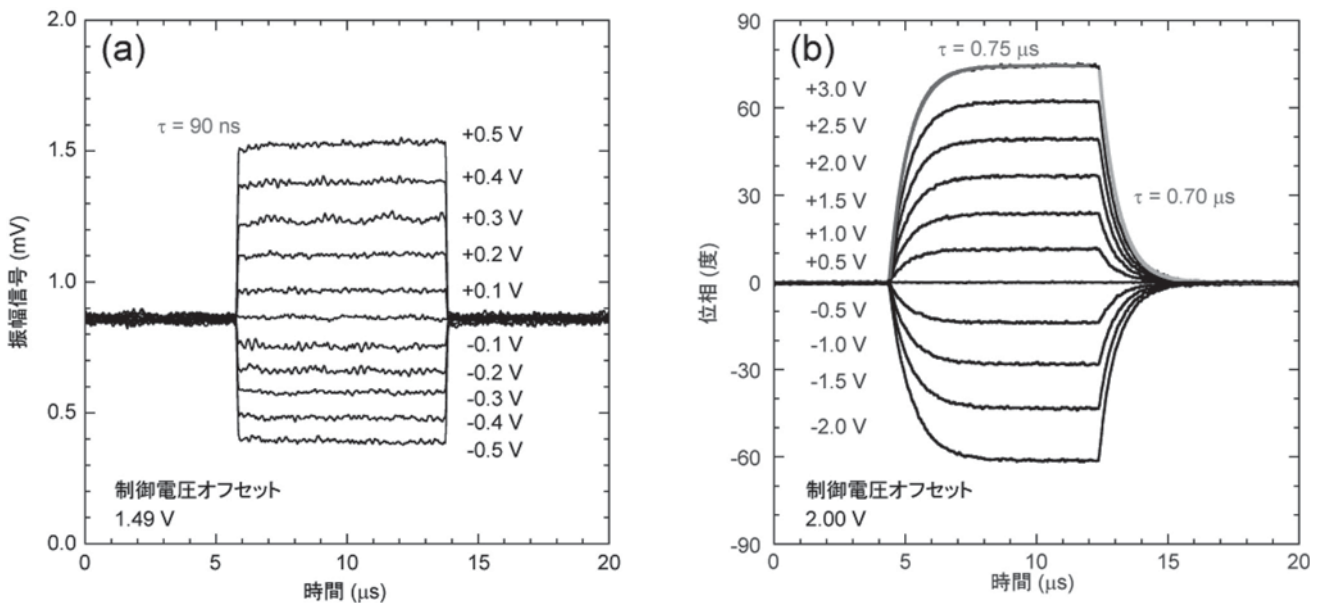 (a)
2.0
1.5
1.0
0.5
0.0
振幅信号 (mV)
τ = 90 ns
+0.5 V
+0.4 V
+0.3 V
+0.2 V
+0.1 V
-0.1 V
-0.2 V
-0.3 V
-0.4 V
-0.5 V
制御電圧オフセット
1.49 V
0 5 10 15 20
時間 (μs)
(b)
90
60
30
0
-30
-60
-90
位相 (度)
τ = 0.75 μs
+3.0 V
+2.5 V
+2.0 V
+1.5 V
+1.0 V
+0.5 V
τ = 0.70 μs
-0.5 V
-1.0 V
-1.5 V
-2.0 V
制御電圧オフセット
2.00 V
0 5 10 15 20
時間 (μs)